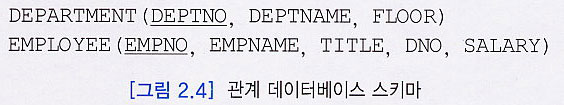 DEPARTMENT(DEPTNO, DEPTNAME, FLOOR)
EMPLOYEE(EMPNO, EMPNAME, TITLE, DNO, SALARY)
[그림 2.4] 관계 데이터베이스 스키마